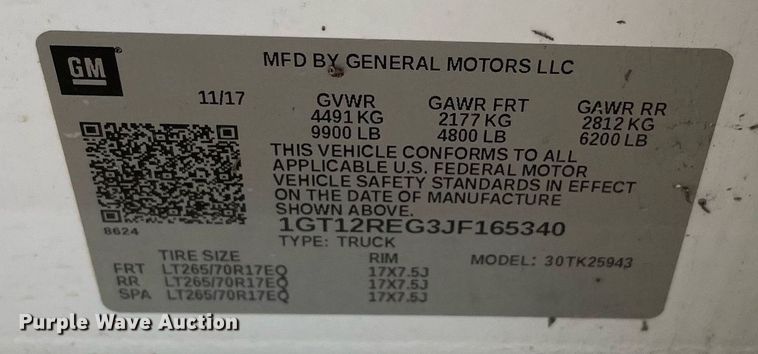 GM
MFD BY GENERAL MOTORS LLC
11/17 GVWR GAWR FRT GAWR RR
4491 KG 2177 KG 2812 KG
9900 LB 4800 LB 6200 LB
THIS VEHICLE CONFORMS TO ALL
APPLICABLE U.S. FEDERAL MOTOR
VEHICLE SAFETY STANDARDS IN EFFECT
ON THE DATE OF MANUFACTURE
SHOWN ABOVE.
8624
1GT12REG3JF165340
TYPE: TRUCK
TIRE SIZE RIM MODEL: 30TK25943
FRT LT265/70R17EQ 17X7.5J
RR LT265/70R17EQ 17X7.5J
SPA LT265/70R17EQ 17X7.5J
Purple Wave Auction